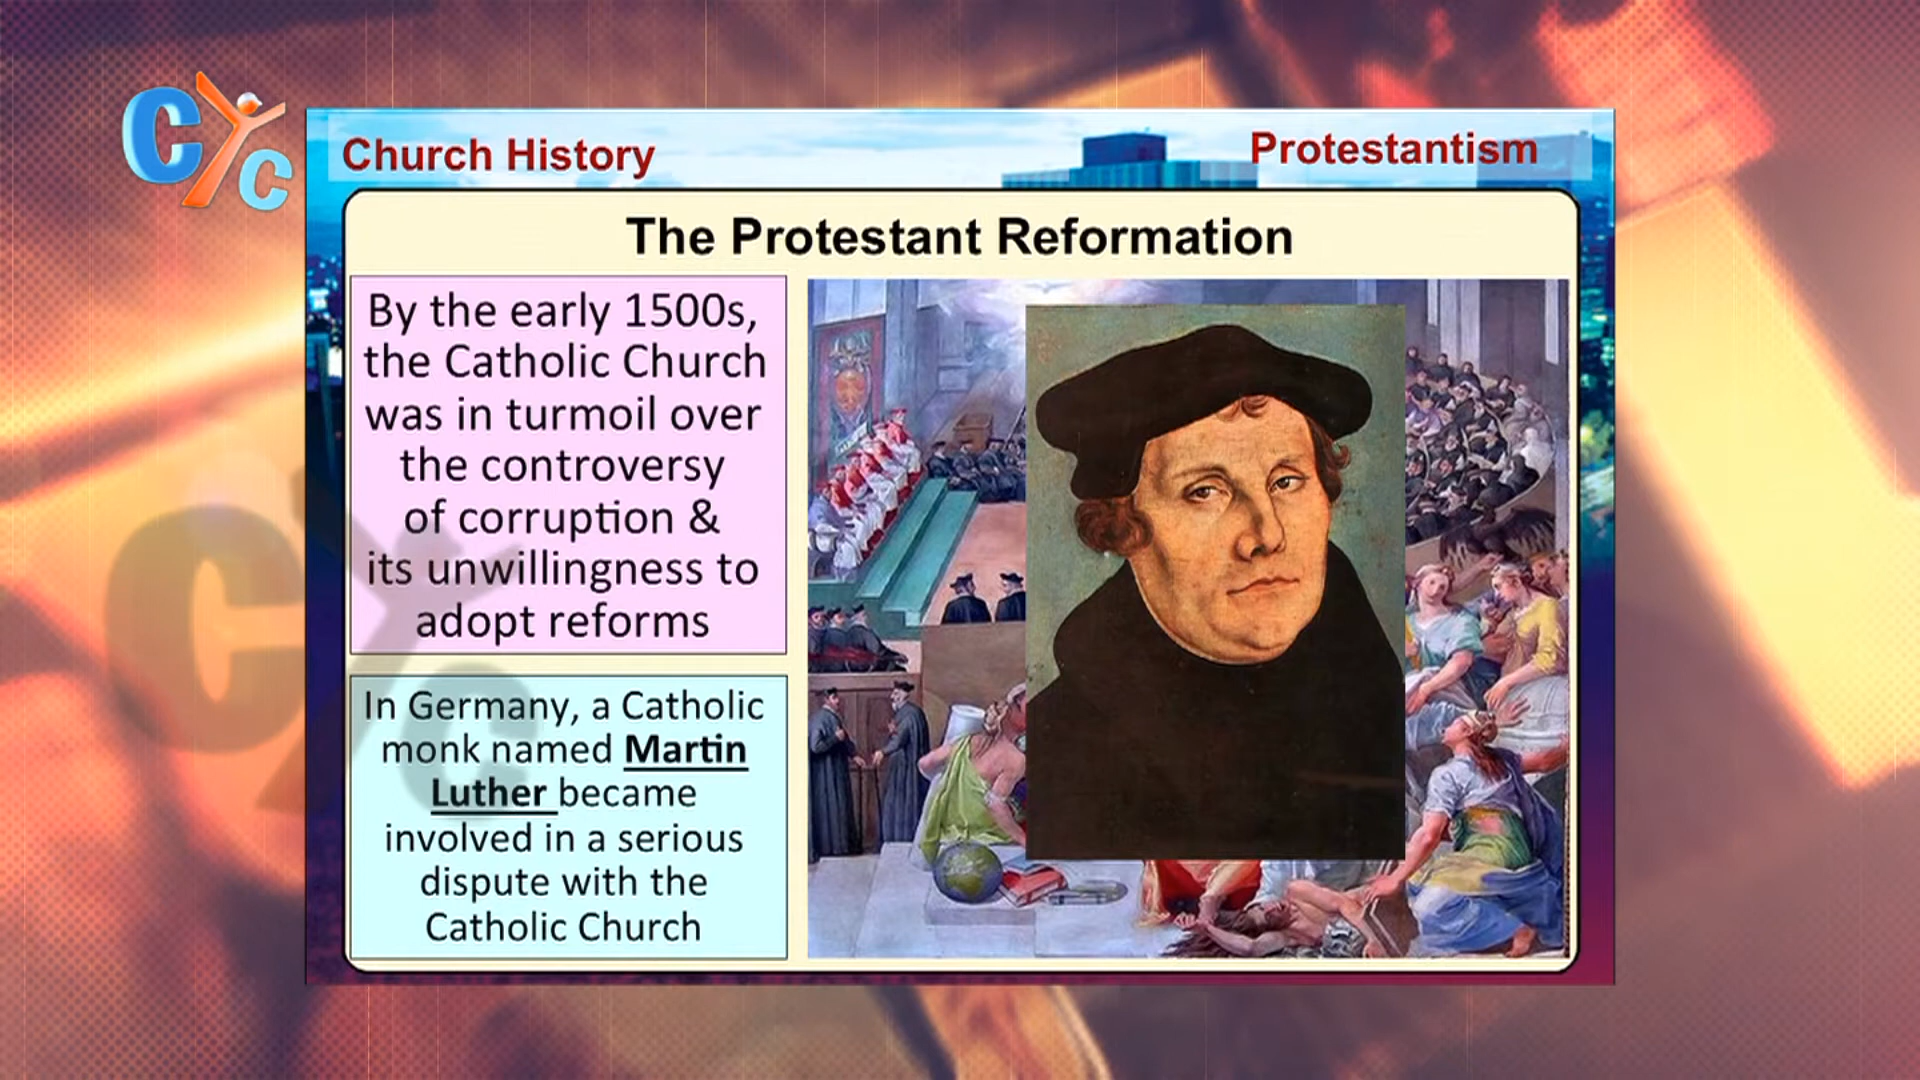 CYC
Church History
Protestantism
The Protestant Reformation
By the early 1500s,
the Catholic Church
was in turmoil over
the controversy
of corruption &
its unwillingness to
adopt reforms
In Germany, a Catholic
monk named Martin
Luther became
involved in a serious
dispute with the
Catholic Church
CYC